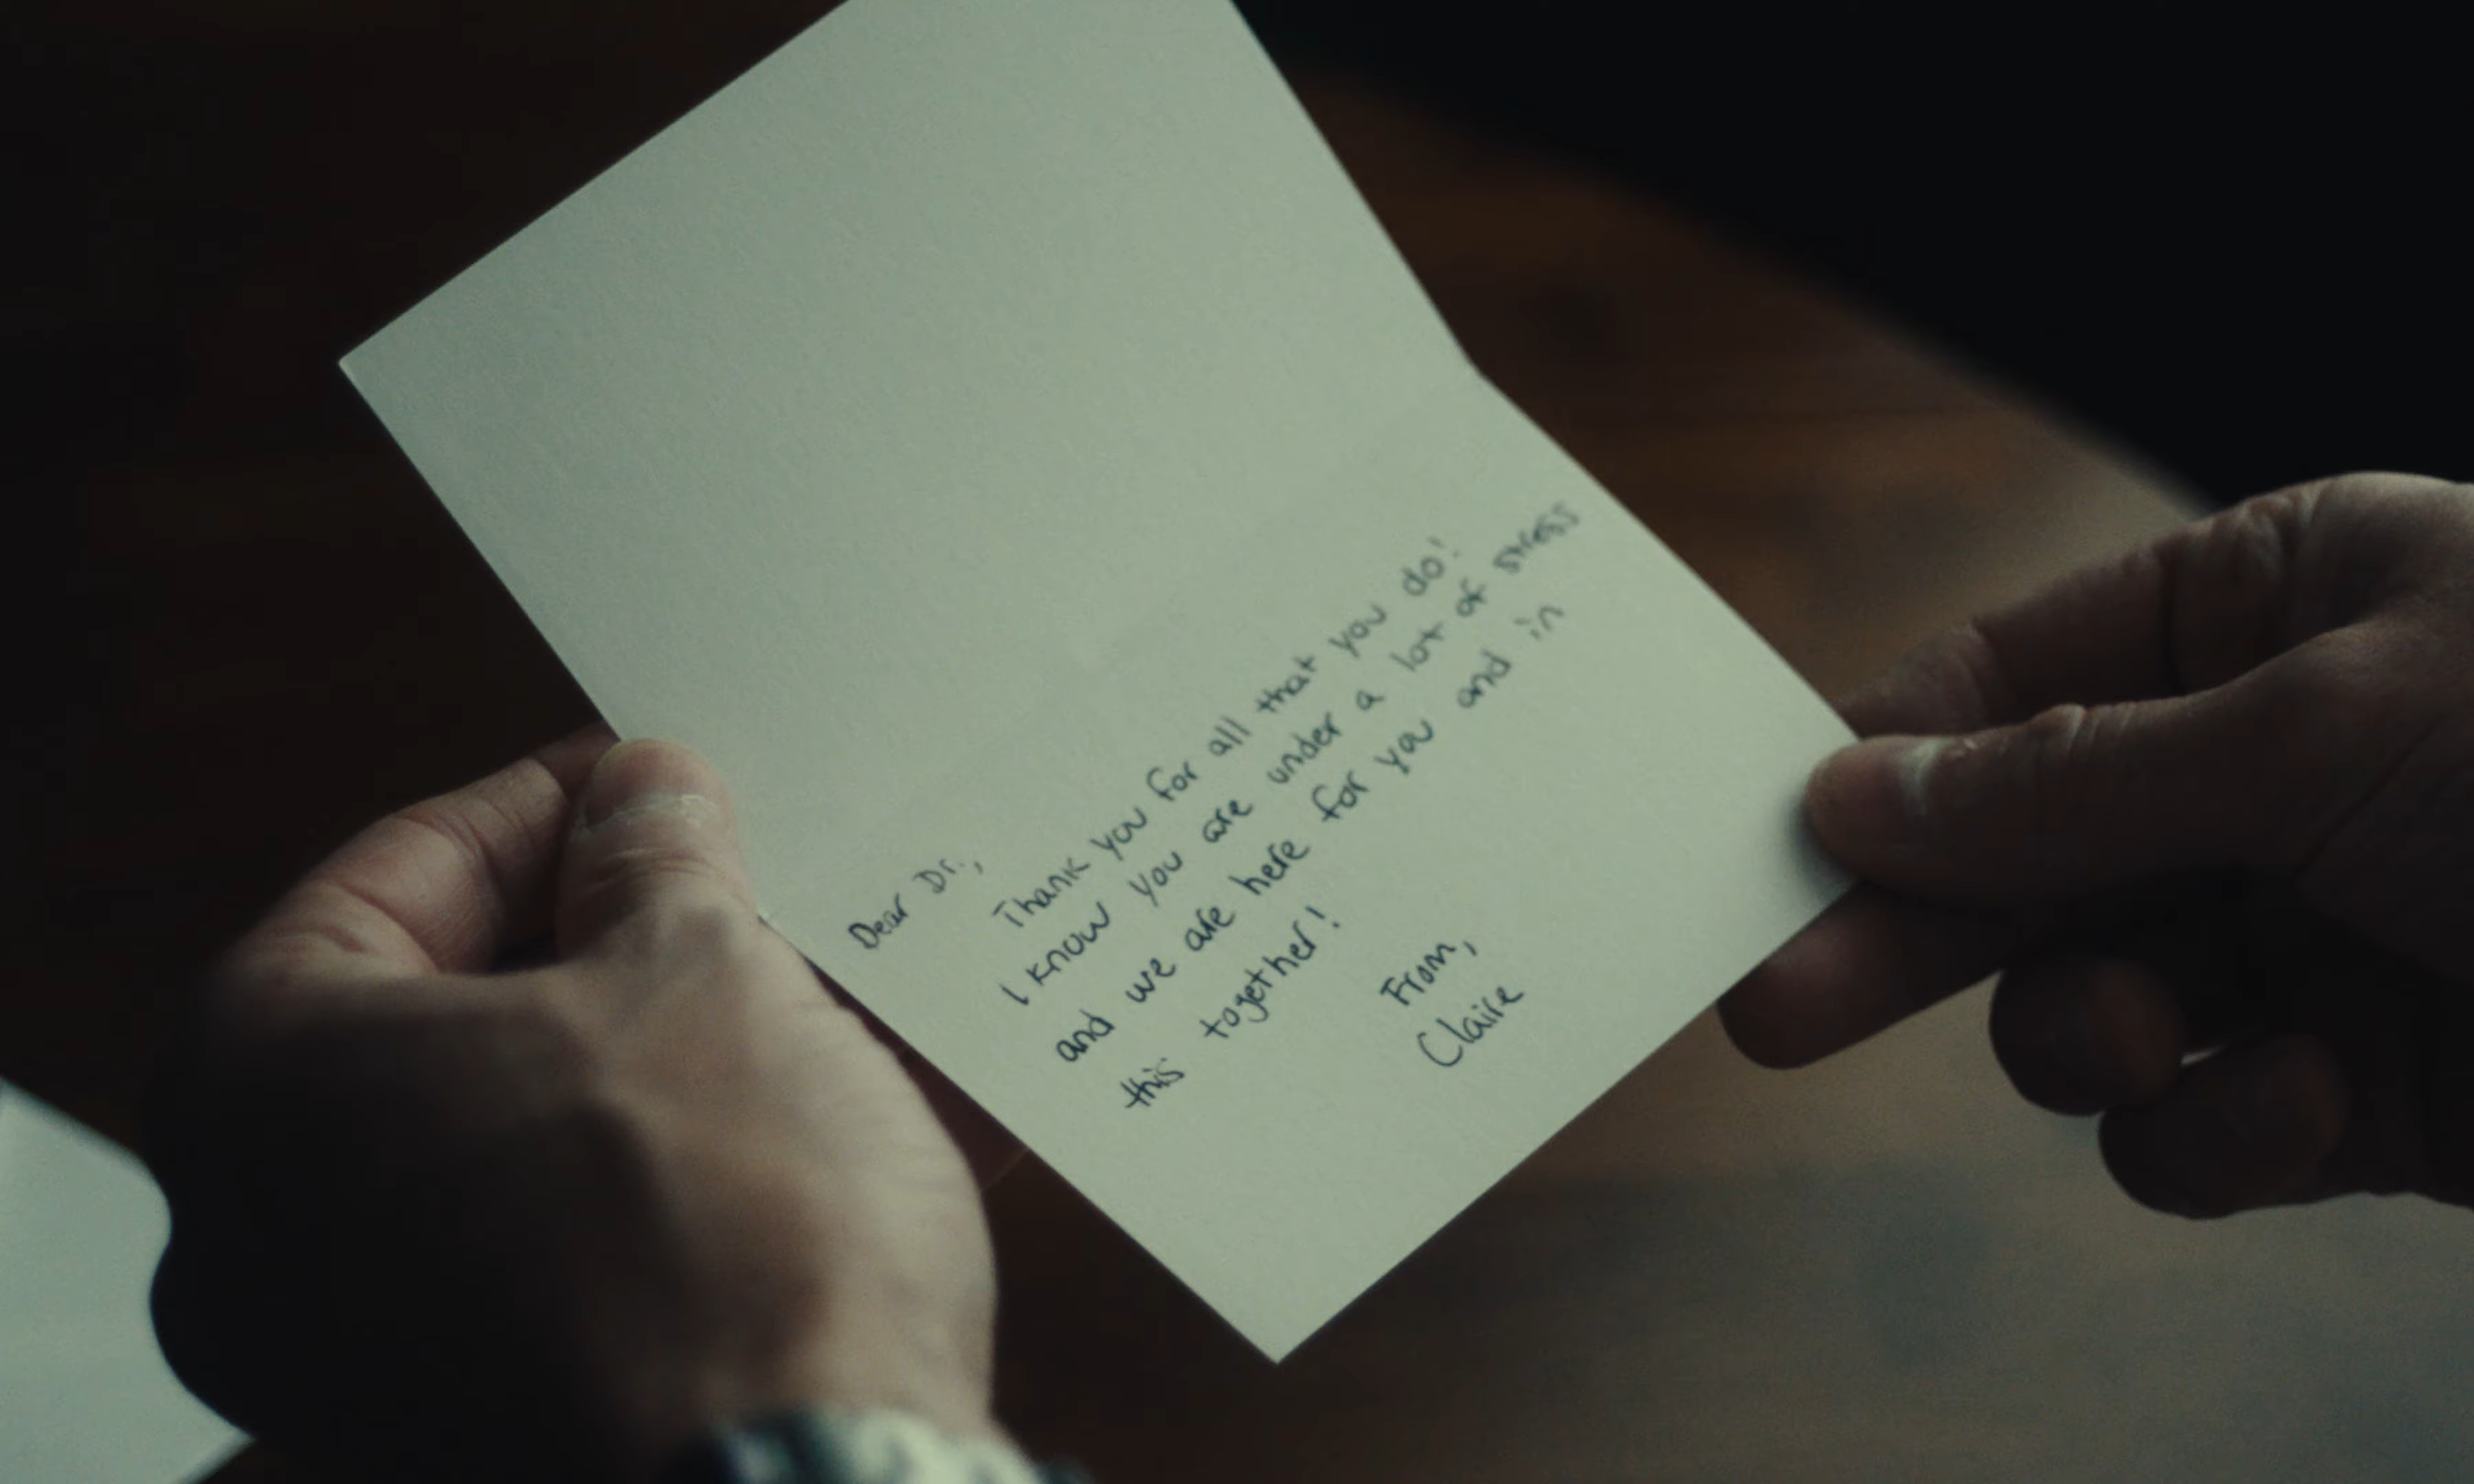 Dear Dr.,
Thank you for all that you do!
I know you are under a lot of stress
and we are here for you and in
this together!
From,
Claire